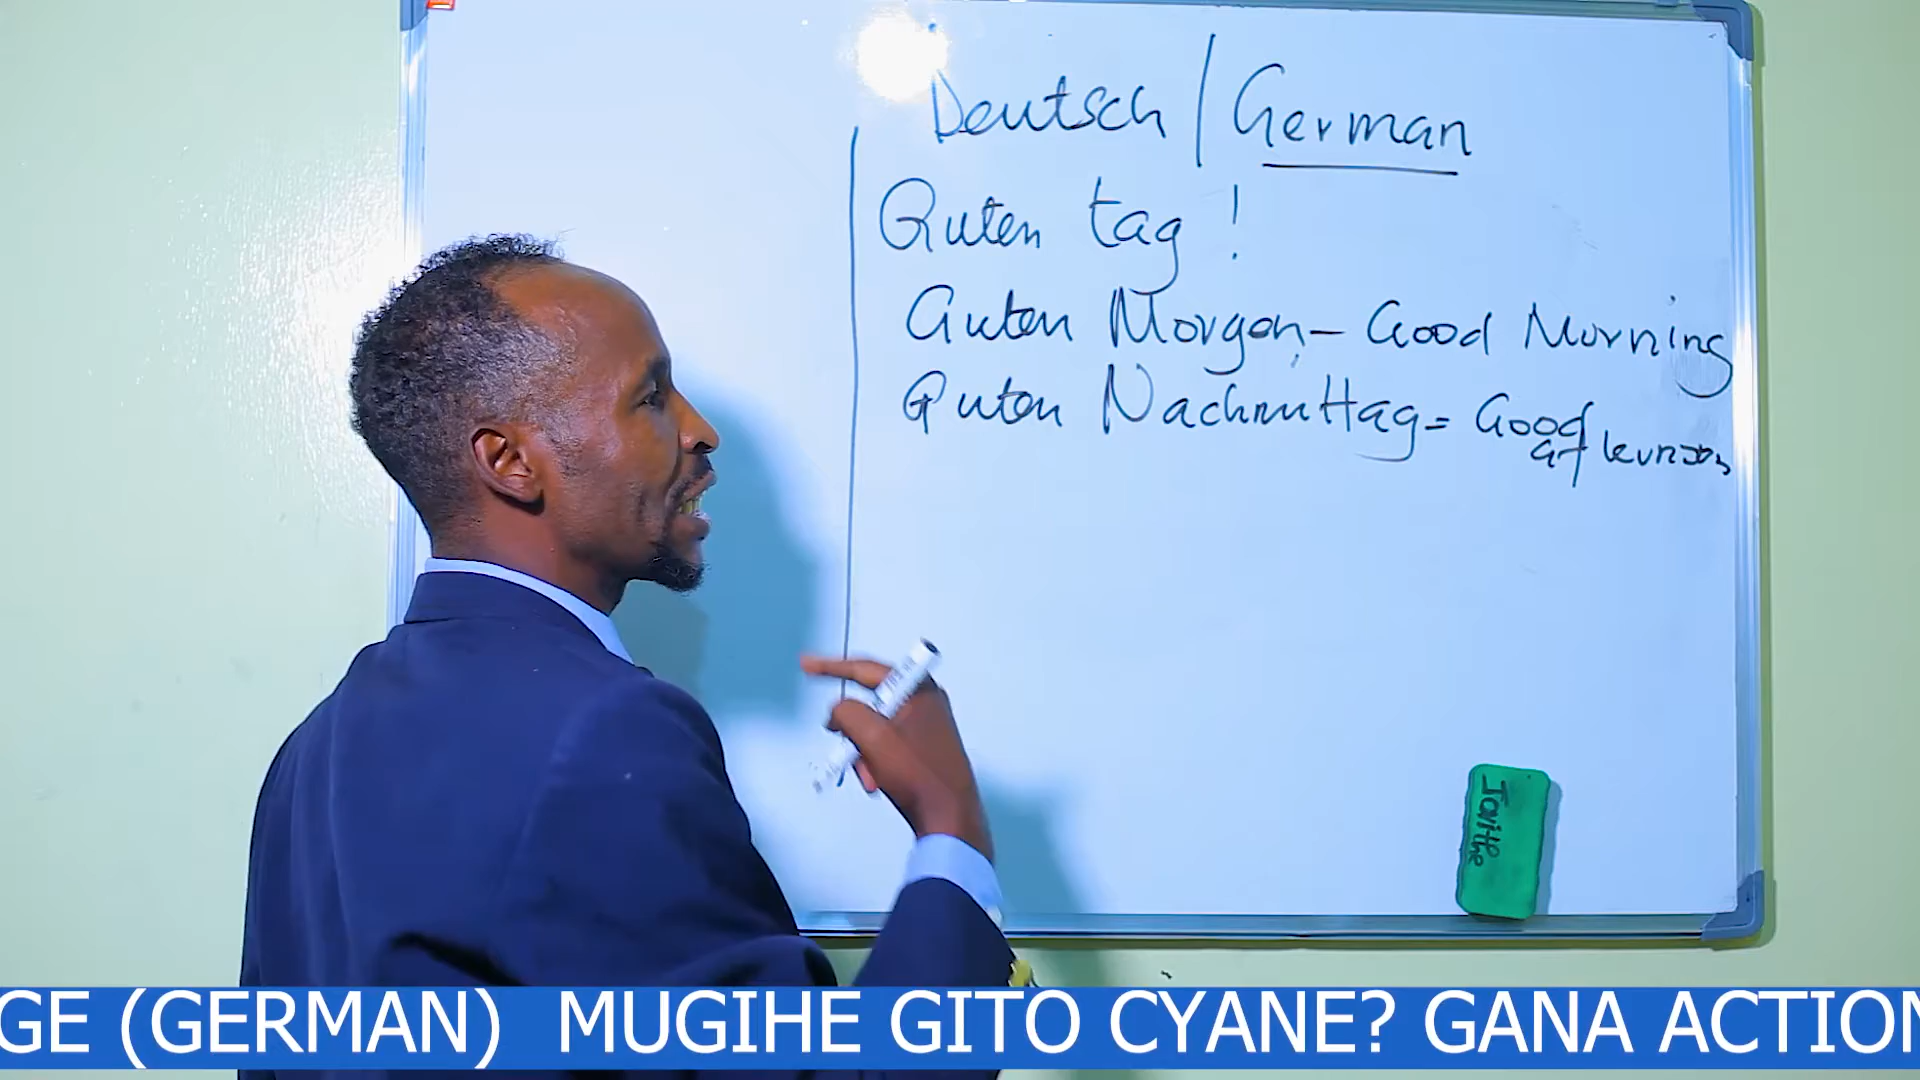 Deutsch / German
Guten tag !
Guten Morgen - Good Morning
Guten Nachmittag = Good
afternoon
GE (GERMAN) MUGIHE GITO CYANE? GANA ACTION